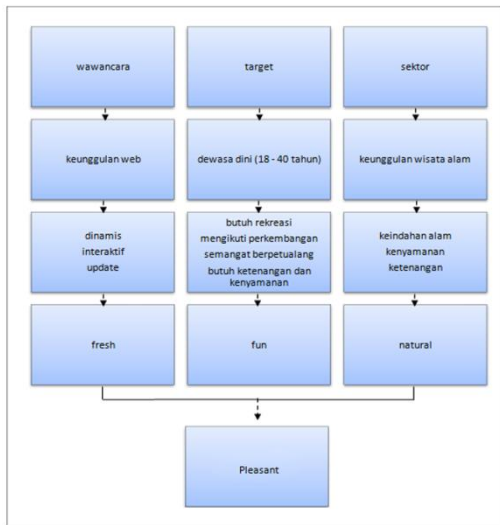 wawancara
target
sektor
keunggulan web
dewasa dini (18 - 40 tahun)
keunggulan wisata alam
dinamis
interaktif
update
butuh rekreasi
mengikuti perkembangan
semangat berpetualang
butuh ketenangan dan
kenyamanan
keindahan alam
kenyamanan
ketenangan
fresh
fun
natural
Pleasant